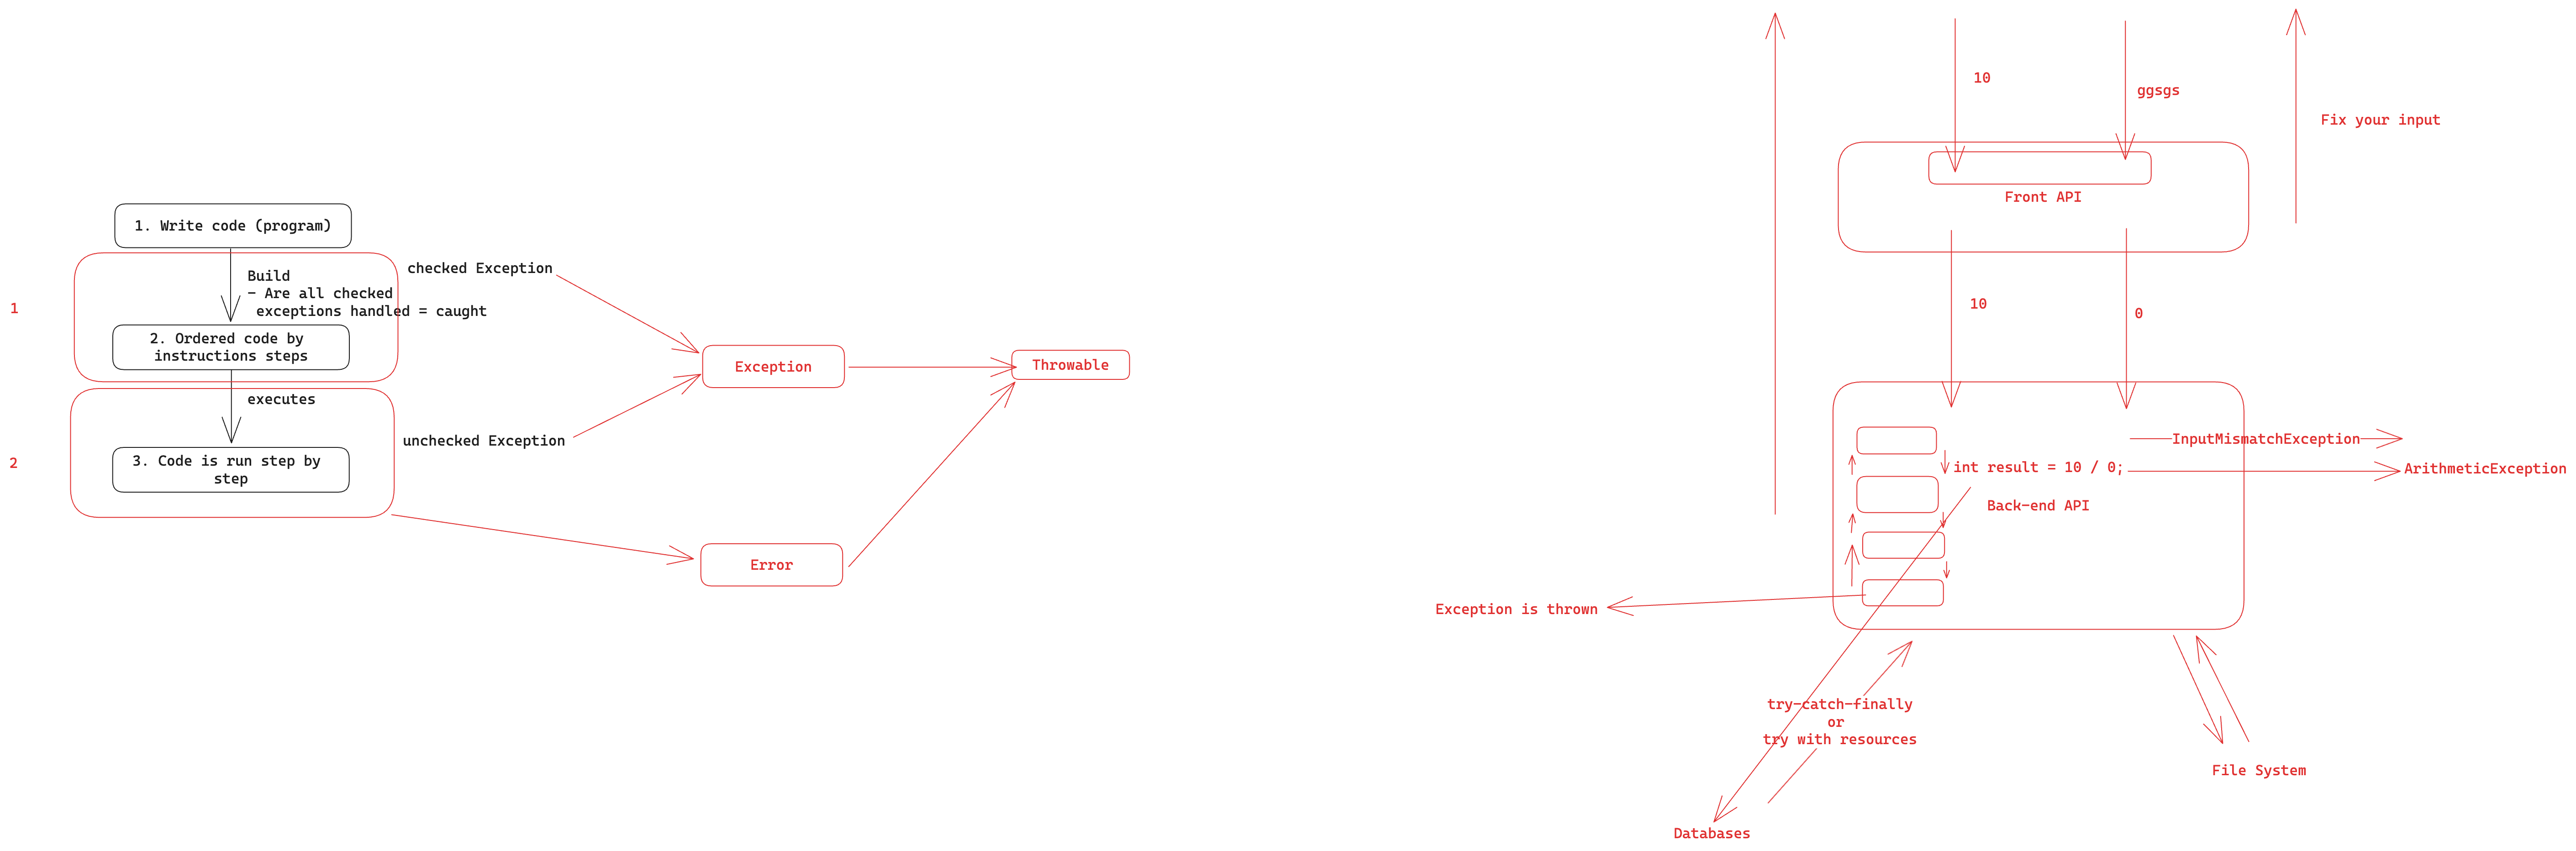 1. Write code (program)
Build
- Are all checked
exceptions handled = caught
1
2. Ordered code by
instructions steps
executes
2
3. Code is run step by
step
checked Exception
unchecked Exception
Exception
Throwable
Error
10
ggsgs
Fix your input
Front API
10
0
InputMismatchException
int result = 10 / 0;
ArithmeticException
Back-end API
Exception is thrown
try-catch-finally
or
try with resources
File System
Databases